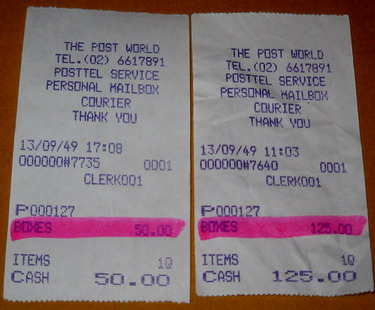 THE POST WORLD
TEL.(02) 6617891
POSTTEL SERVICE
PERSONAL MAILBOX
COURIER
THANK YOU
13/09/49 17:08
000000#7735 0001
CLERK001
P000127
BOXES 50.00
ITEMS 1Q
CASH 50.00
THE POST WORLD
TEL.(02) 6617891
POSTTEL SERVICE
PERSONAL MAILBOX
COURIER
THANK YOU
13/09/49 11:03
000000#7640 0001
CLERK001
P000127
BOXES 125.00
ITEMS 1Q
CASH 125.00